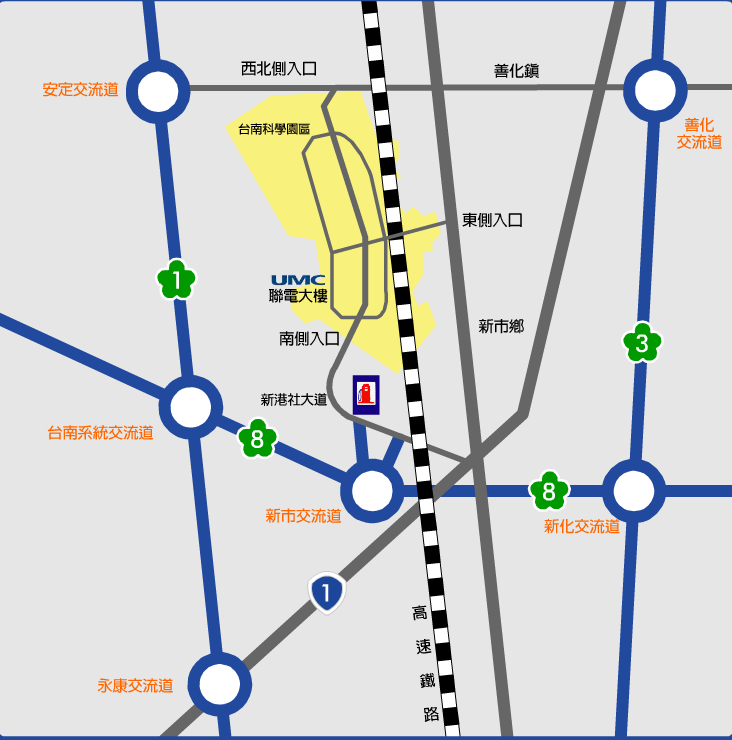 西北側入口
善化鎮
安定交流道
善化
交流道
台南科學園區
東側入口
1
UMC
聯電大樓
新市鄉
南側入口
3
新港社大道
台南系統交流道
8
8
新市交流道
新化交流道
1
高
速
鐵
路
永康交流道